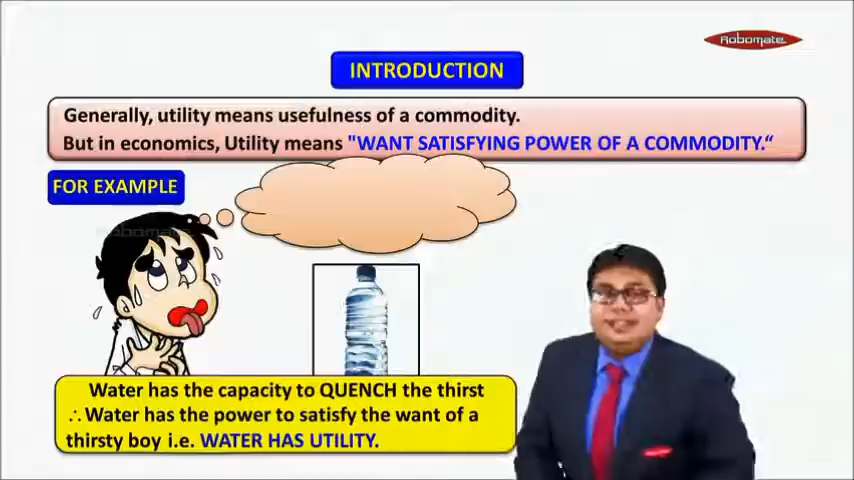 Robomate
INTRODUCTION
Generally, utility means usefulness of a commodity.
But in economics, Utility means "WANT SATISFYING POWER OF A COMMODITY.“
FOR EXAMPLE
robomate
Water has the capacity to QUENCH the thirst
∴ Water has the power to satisfy the want of a
thirsty boy i.e. WATER HAS UTILITY.